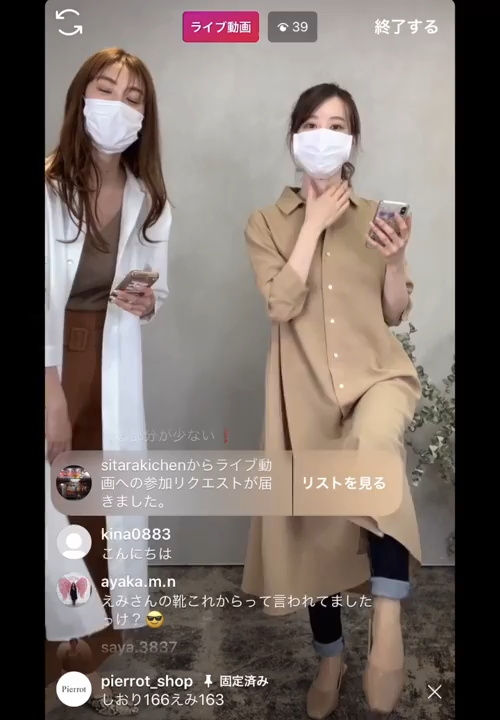 ライブ動画
39
終了する
分が少ない❗
sitarakichenからライブ動
画への参加リクエストが届
きました。
リストを見る
kina0883
こんにちは
ayaka.m.n
えみさんの靴これからって言われてました
っけ？😎
saya.3837
Pierrot
pierrot_shop 固定済み
しおり166えみ163